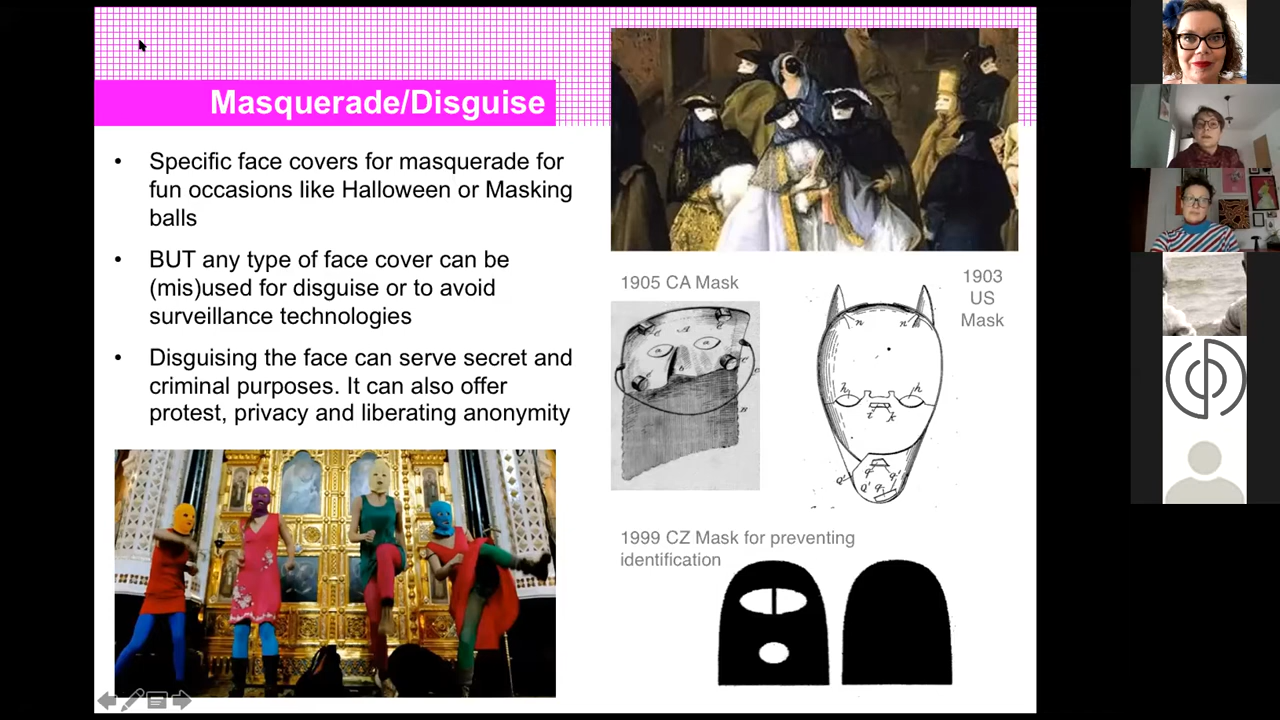 Masquerade/Disguise
• Specific face covers for masquerade for
fun occasions like Halloween or Masking
balls
• BUT any type of face cover can be
(mis)used for disguise or to avoid
surveillance technologies
• Disguising the face can serve secret and
criminal purposes. It can also offer
protest, privacy and liberating anonymity
1905 CA Mask
1903
US
Mask
1999 CZ Mask for preventing
identification